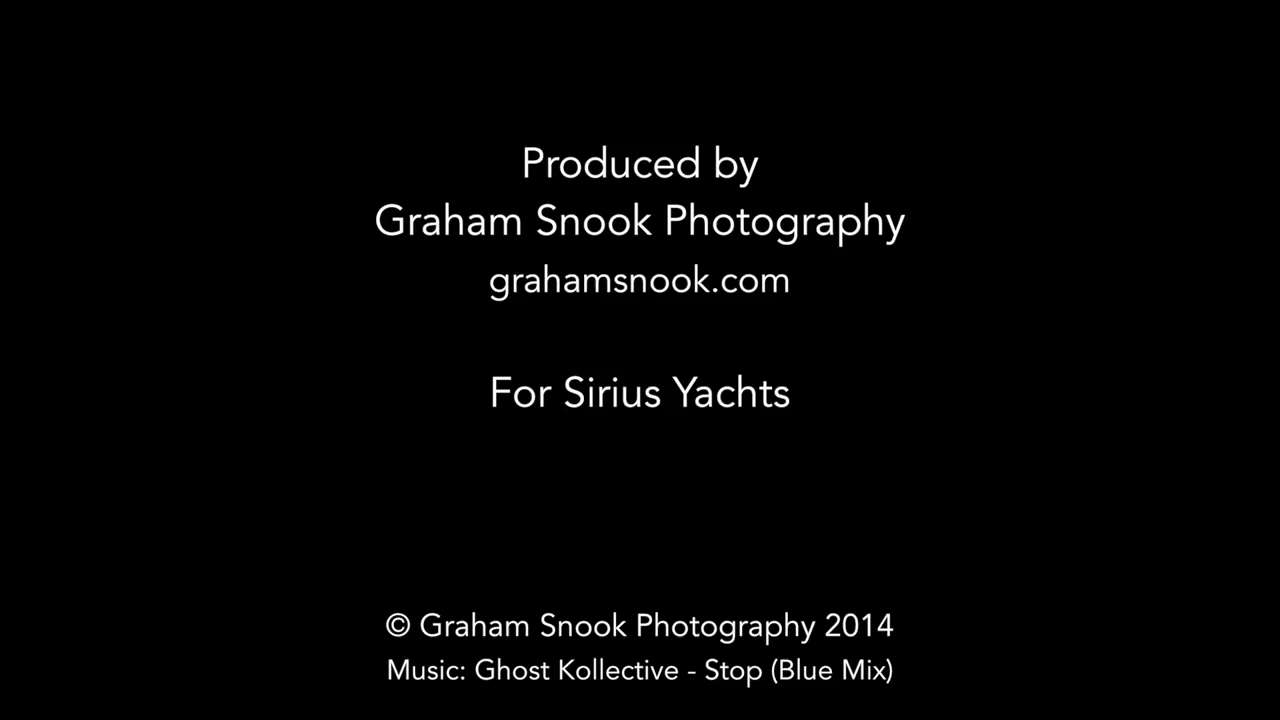 Produced by
Graham Snook Photography
grahamsnook.com
For Sirius Yachts
© Graham Snook Photography 2014
Music: Ghost Kollective - Stop (Blue Mix)